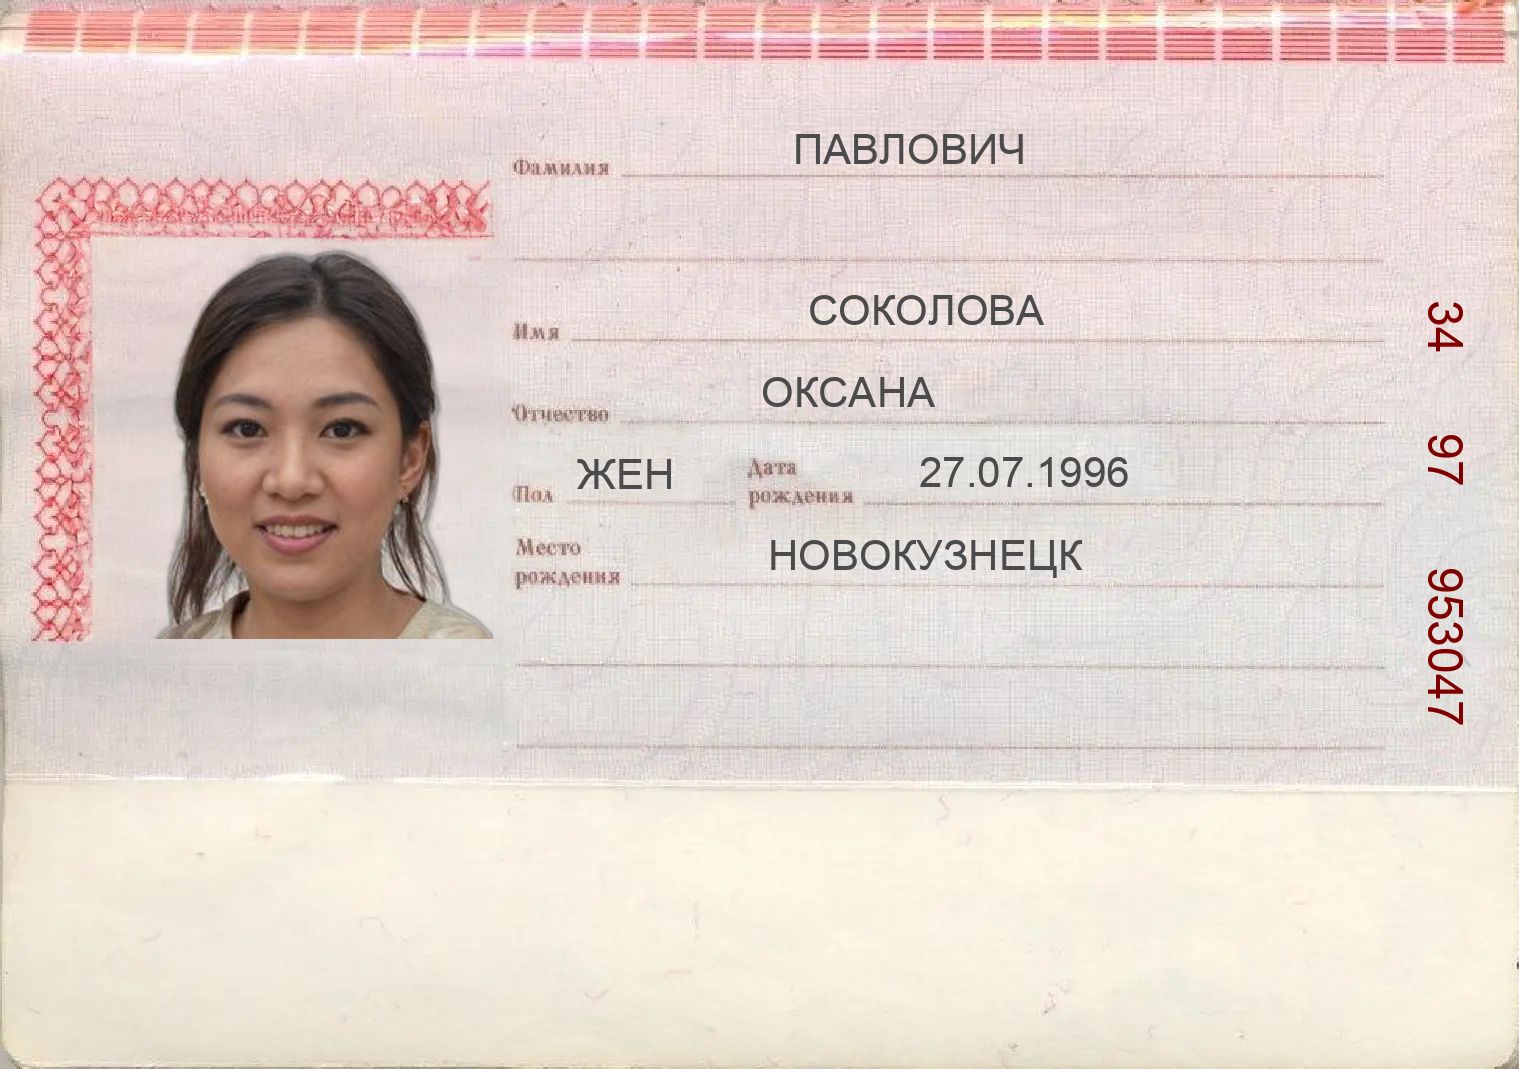 Фамилия ПАВЛОВИЧ
Имя СОКОЛОВА
Отчество ОКСАНА
Пол ЖЕН Дата рождения 27.07.1996
Место рождения НОВОКУЗНЕЦК
34 97 953047